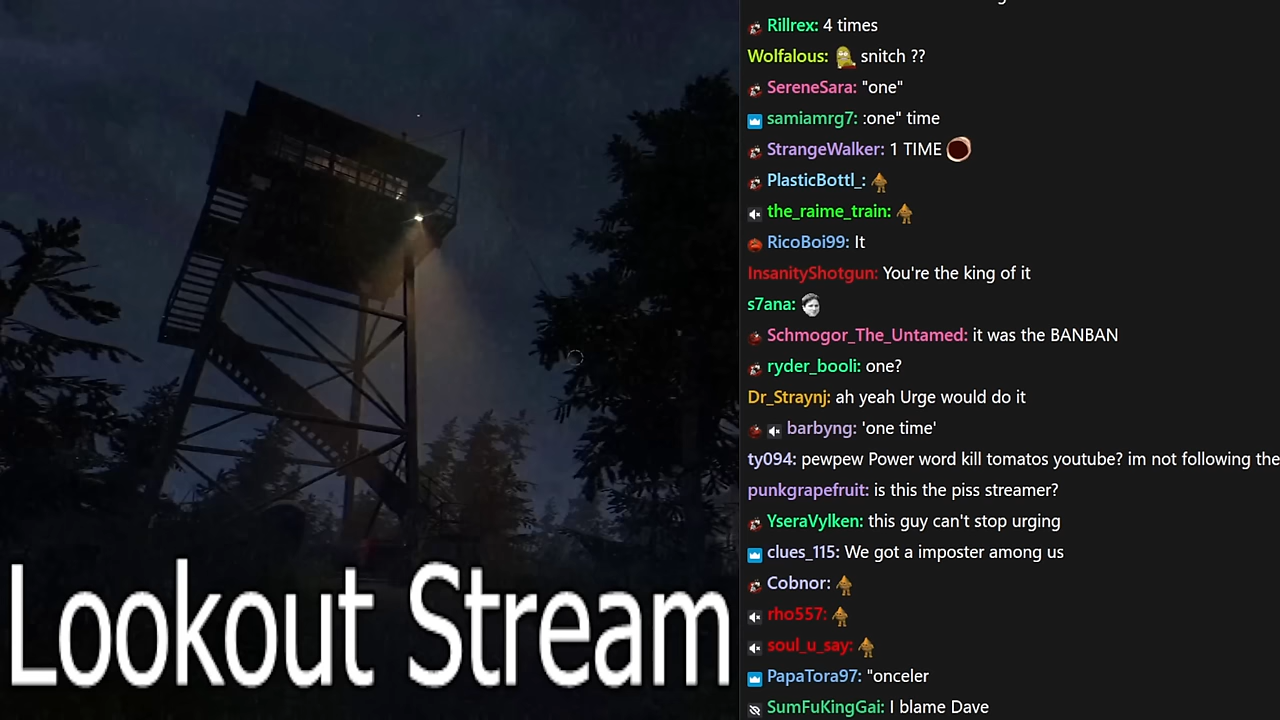 Rillrex: 4 times
Wolfalous: snitch ??
SereneSara: "one"
samiamrg7: :one" time
StrangeWalker: 1 TIME
PlasticBottl_:
the_raime_train:
RicoBoi99: It
InsanityShotgun: You're the king of it
s7ana:
Schmogor_The_Untamed: it was the BANBAN
ryder_booli: one?
Dr_Straynj: ah yeah Urge would do it
barbyng: 'one time'
ty094: pewpew Power word kill tomatos youtube? im not following the
punkgrapefruit: is this the piss streamer?
YseraVylken: this guy can't stop urging
clues_115: We got a imposter among us
Cobnor:
rho557:
soul_u_say:
PapaTora97: "onceler
SumFuKingGai: I blame Dave
Lookout Stream